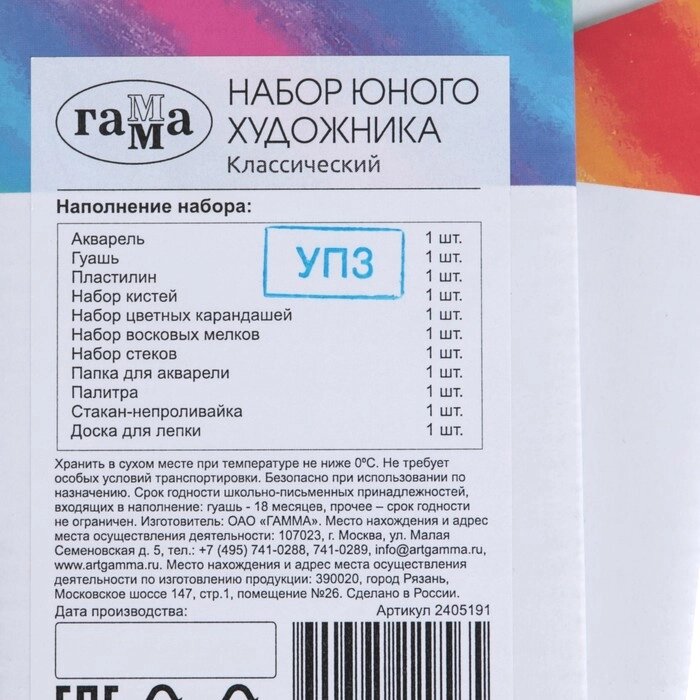 гамма
НАБОР ЮНОГО
ХУДОЖНИКА
Классический
Наполнение набора:
Акварель 1 шт.
Гуашь 1 шт.
Пластилин 1 шт.
Набор кистей 1 шт.
Набор цветных карандашей 1 шт.
Набор восковых мелков 1 шт.
Набор стеков 1 шт.
Папка для акварели 1 шт.
Палитра 1 шт.
Стакан-непроливайка 1 шт.
Доска для лепки 1 шт.
УПЗ
Хранить в сухом месте при температуре не ниже 0ºС. Не требует
особых условий транспортировки. Безопасно при использовании по
назначению. Срок годности школьно-письменных принадлежностей,
входящих в наполнение: гуашь - 18 месяцев, прочее – срок годности
не ограничен. Изготовитель: ОАО «ГАММА». Место нахождения и адрес
места осуществления деятельности: 107023, г. Москва, ул. Малая
Семеновская д. 5, тел.: +7 (495) 741-0288, 741-0289, info@artgamma.ru,
www.artgamma.ru. Место нахождения и адрес места осуществления
деятельности по изготовлению продукции: 390020, город Рязань,
Московское шоссе 147, стр.1, помещение №26. Сделано в России.
Дата производства: Артикул 2405191